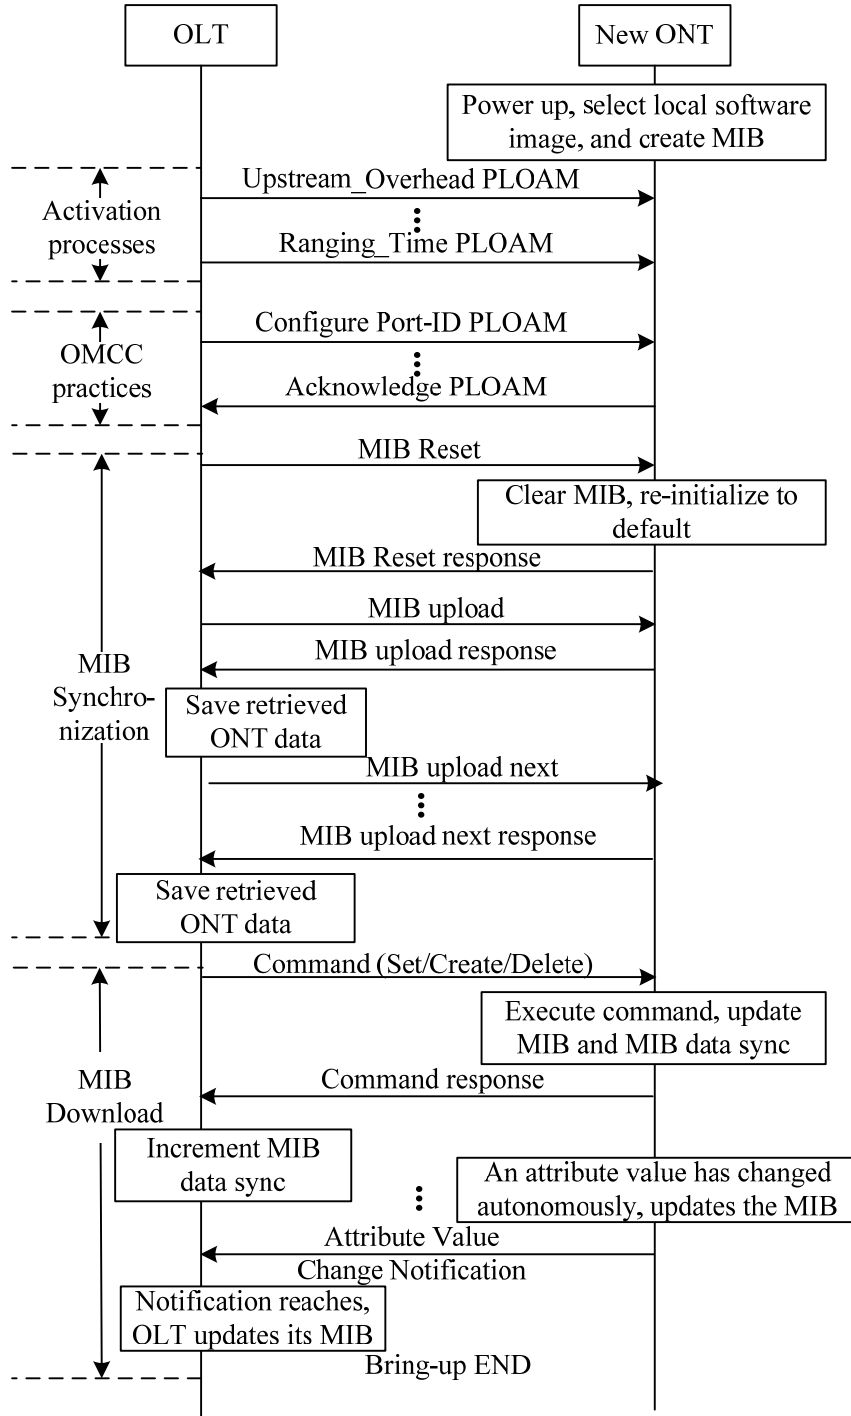 OLT
New ONT
Power up, select local software
image, and create MIB
Upstream_Overhead PLOAM
Activation
processes
Ranging_Time PLOAM
Configure Port-ID PLOAM
OMCC
practices
Acknowledge PLOAM
MIB Reset
Clear MIB, re-initialize to
default
MIB Reset response
MIB upload
MIB upload response
MIB
Synchro-
nization
Save retrieved
ONT data
MIB upload next
MIB upload next response
Save retrieved
ONT data
Command (Set/Create/Delete)
Execute command, update
MIB and MIB data sync
Command response
MIB
Download
Increment MIB
data sync
An attribute value has changed
autonomously, updates the MIB
Attribute Value
Change Notification
Notification reaches,
OLT updates its MIB
Bring-up END